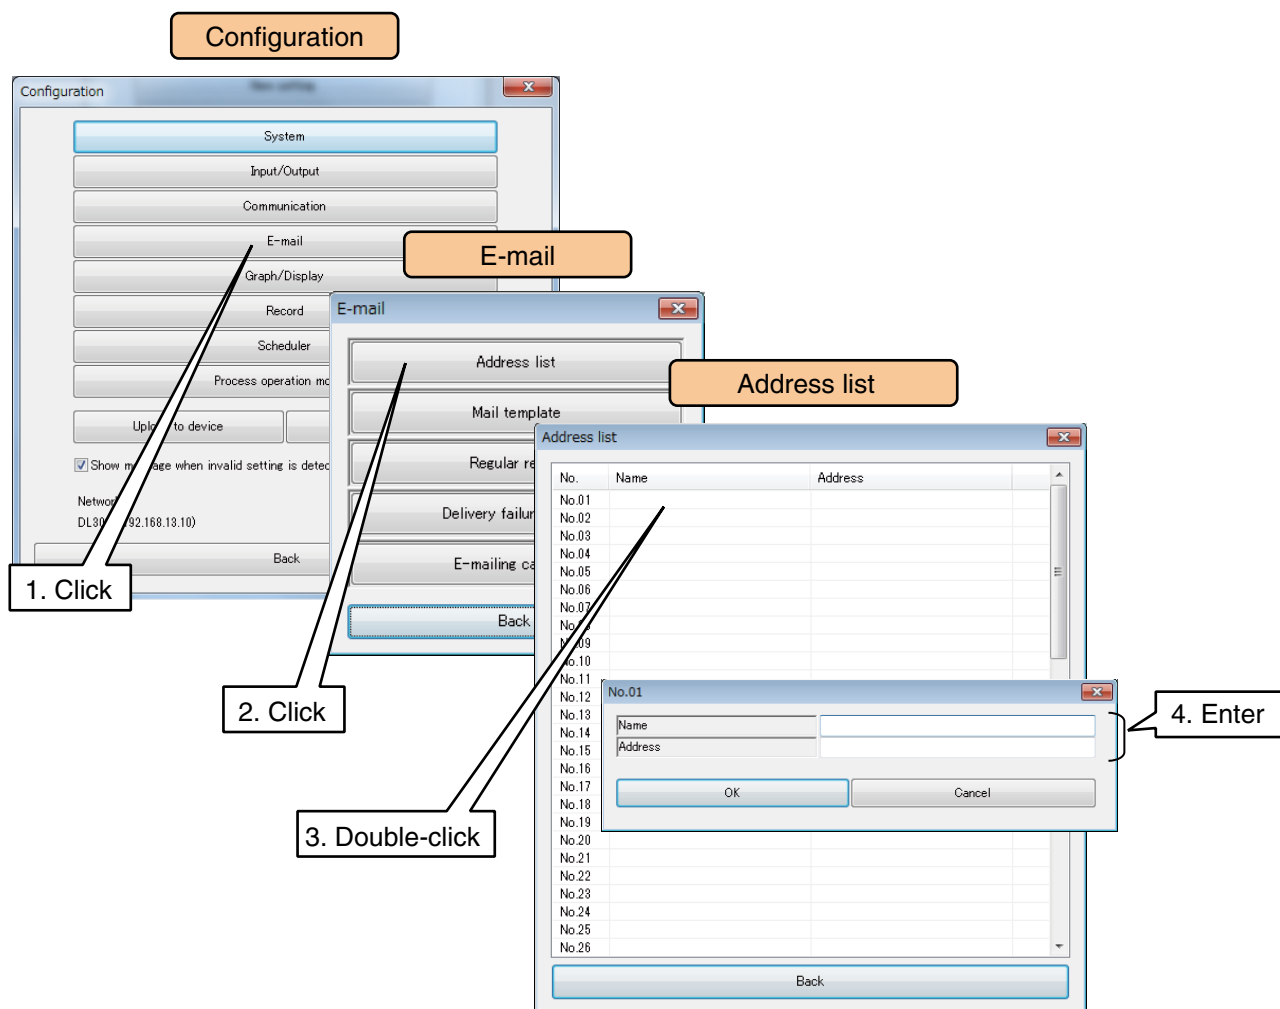 Configuration
Configuration
System
Input/Output
Communication
E-mail
Graph/Display
Record
Scheduler
Process operation mo
Upload to device
Show message when invalid setting is detec
Networ
DL30 92.168.13.10)
Back
1. Click
E-mail
E-mail
Address list
Mail template
Regular re
Delivery failur
E-mailing ca
Back
2. Click
Address list
Address list
No. Name Address
No.01
No.02
No.03
No.04
No.05
No.06
No.07
No.08
No.09
No.10
No.11
No.12
No.13
No.14
No.15
No.16
No.17
No.18
No.19
No.20
No.21
No.22
No.23
No.24
No.25
No.26
Back
3. Double-click
No.01
Name
Address
OK Cancel
4. Enter